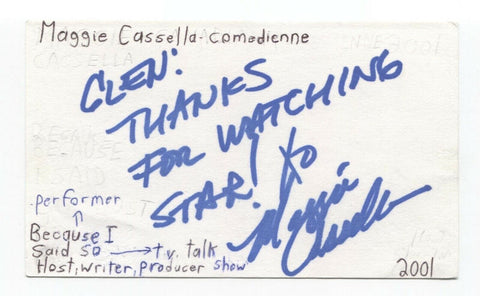 Maggie Cassella-comedienne
GLEN!
THANKS
FOR WATCHING
STAR! XO
Maggie
Cassella
performer
↑
Because I
Said So → t.v. talk
Host, writer, producer show
2001